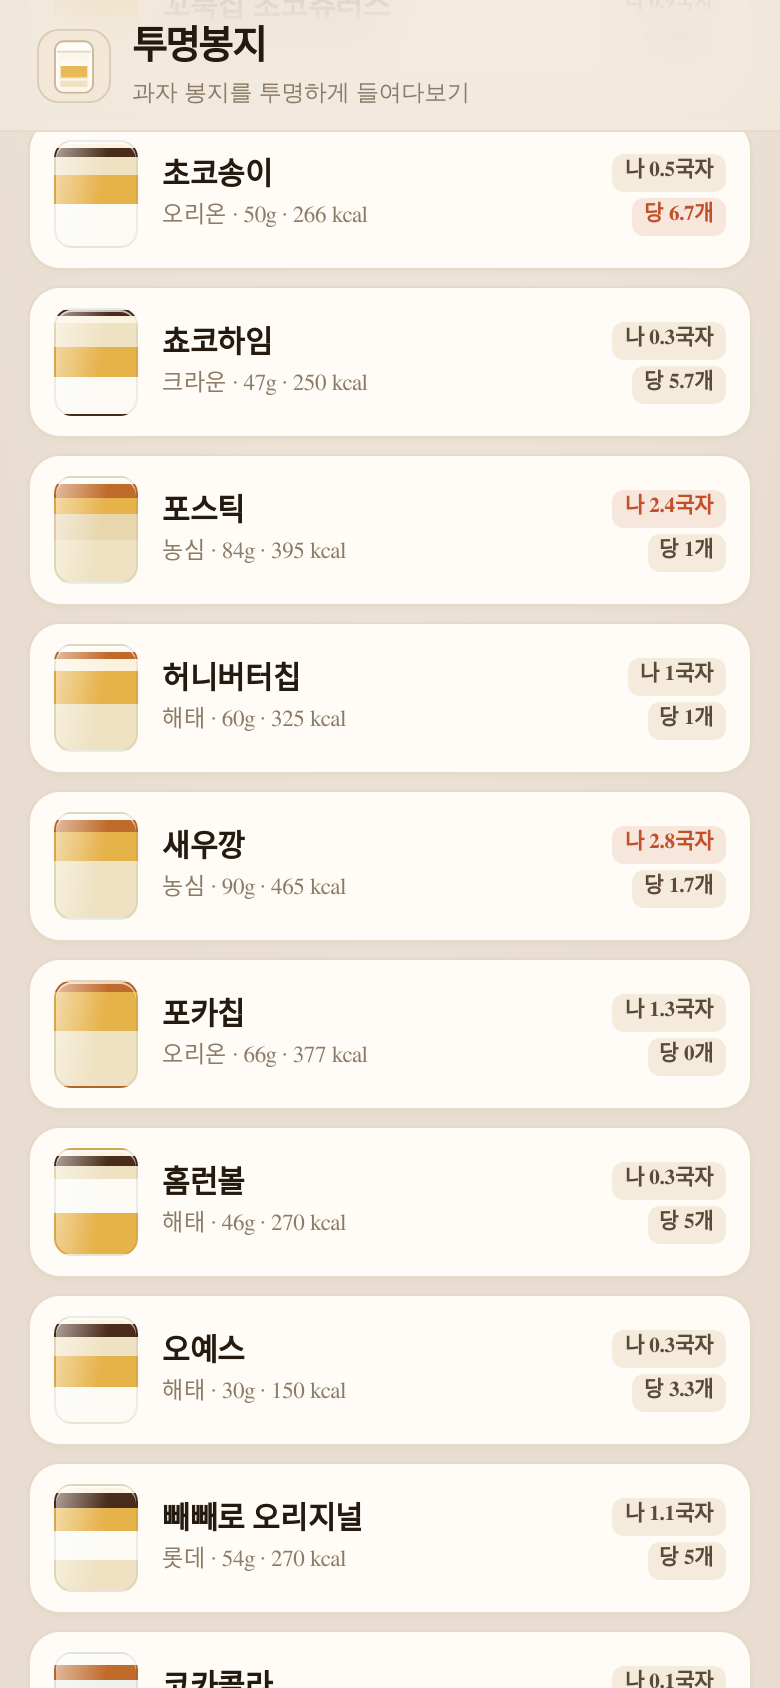 투명봉지
과자 봉지를 투명하게 들여다보기
초코송이
오리온 · 50g · 266 kcal
나 0.5국자
당 6.7개
쵸코하임
크라운 · 47g · 250 kcal
나 0.3국자
당 5.7개
포스틱
농심 · 84g · 395 kcal
나 2.4국자
당 1개
허니버터칩
해태 · 60g · 325 kcal
나 1국자
당 1개
새우깡
농심 · 90g · 465 kcal
나 2.8국자
당 1.7개
포카칩
오리온 · 66g · 377 kcal
나 1.3국자
당 0개
홈런볼
해태 · 46g · 270 kcal
나 0.3국자
당 5개
오예스
해태 · 30g · 150 kcal
나 0.3국자
당 3.3개
빼빼로 오리지널
롯데 · 54g · 270 kcal
나 1.1국자
당 5개
코카콜라
나 0.1국자